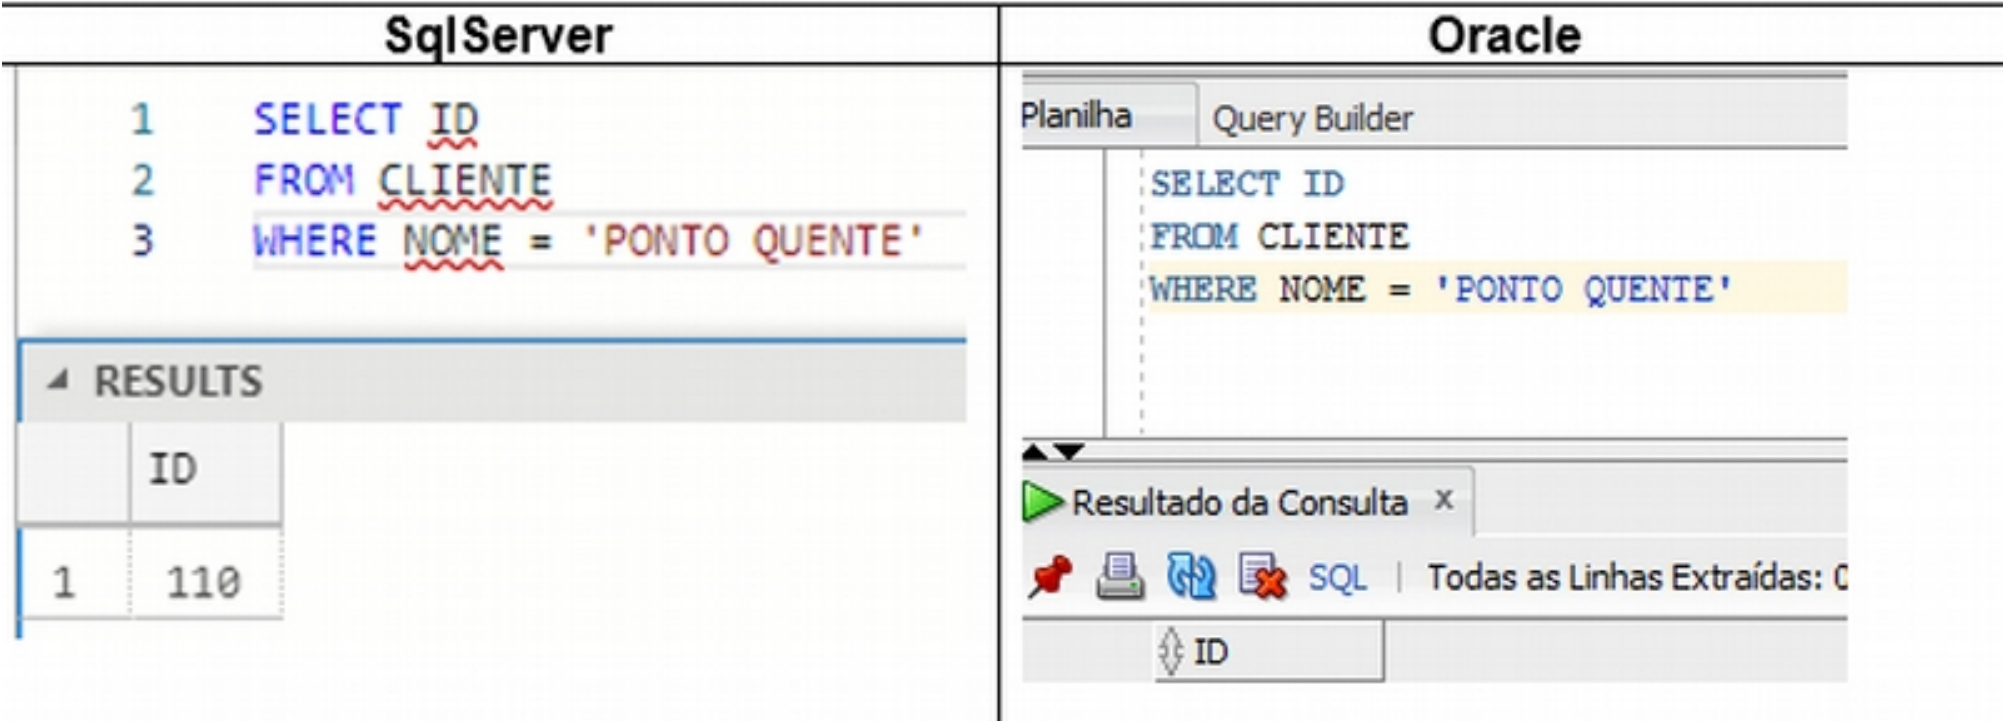 SqlServer
1 SELECT ID
2 FROM CLIENTE
3 WHERE NOME = 'PONTO QUENTE'
RESULTS
ID
1 110
Oracle
Planilha Query Builder
SELECT ID
FROM CLIENTE
WHERE NOME = 'PONTO QUENTE'
Resultado da Consulta x
SQL | Todas as Linhas Extraídas: 0
ID